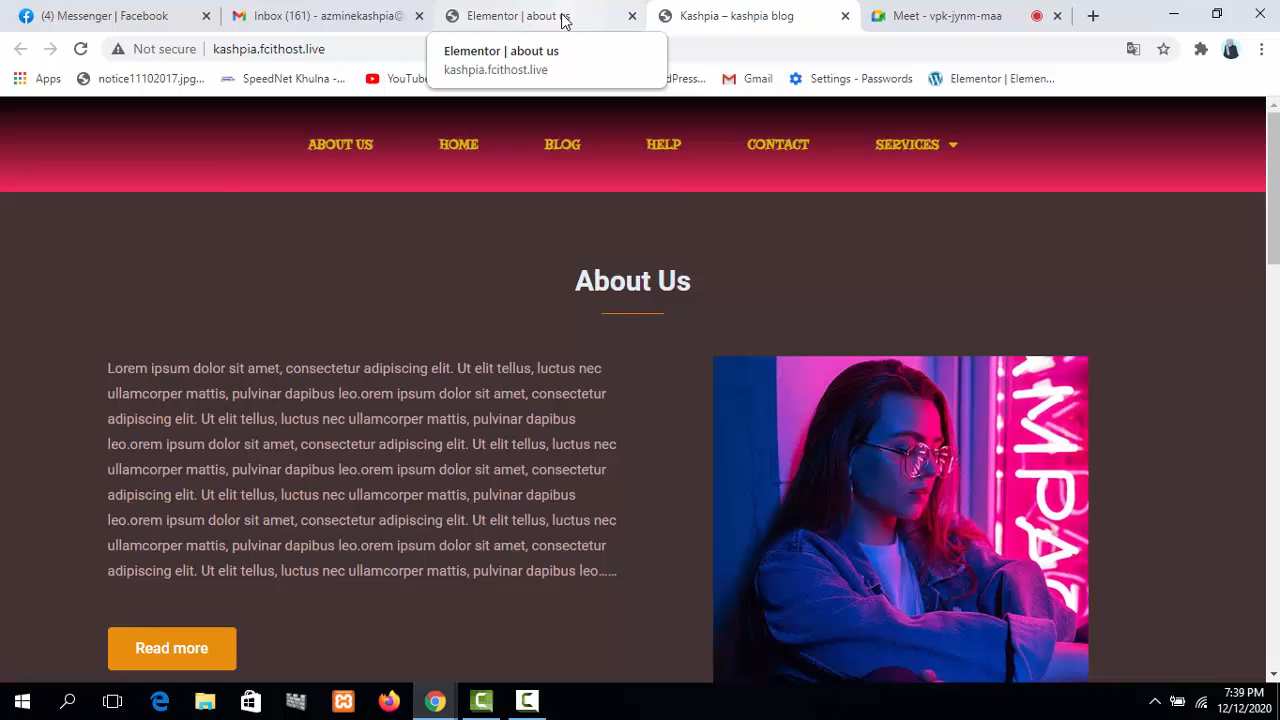 (4) Messenger | Facebook
Inbox (161) - azminekashpia@
Elementor | about us
Kashpia – kashpia blog
Meet - vpk-jynm-maa
Not secure
kashpia.fcithost.live
Elementor | about us
kashpia.fcithost.live
Apps
notice11102017.jpg...
SpeedNet Khulna -...
Gmail
Settings - Passwords
Elementor | Elemen...
ABOUT US
HOME
BLOG
HELP
CONTACT
SERVICES
About Us
Lorem ipsum dolor sit amet, consectetur adipiscing elit. Ut elit tellus, luctus nec
ullamcorper mattis, pulvinar dapibus leo.orem ipsum dolor sit amet, consectetur
adipiscing elit. Ut elit tellus, luctus nec ullamcorper mattis, pulvinar dapibus
leo.orem ipsum dolor sit amet, consectetur adipiscing elit. Ut elit tellus, luctus nec
ullamcorper mattis, pulvinar dapibus leo.orem ipsum dolor sit amet, consectetur
adipiscing elit. Ut elit tellus, luctus nec ullamcorper mattis, pulvinar dapibus
leo.orem ipsum dolor sit amet, consectetur adipiscing elit. Ut elit tellus, luctus nec
ullamcorper mattis, pulvinar dapibus leo.orem ipsum dolor sit amet, consectetur
adipiscing elit. Ut elit tellus, luctus nec ullamcorper mattis, pulvinar dapibus leo......
Read more
7:39 PM
12/12/2020